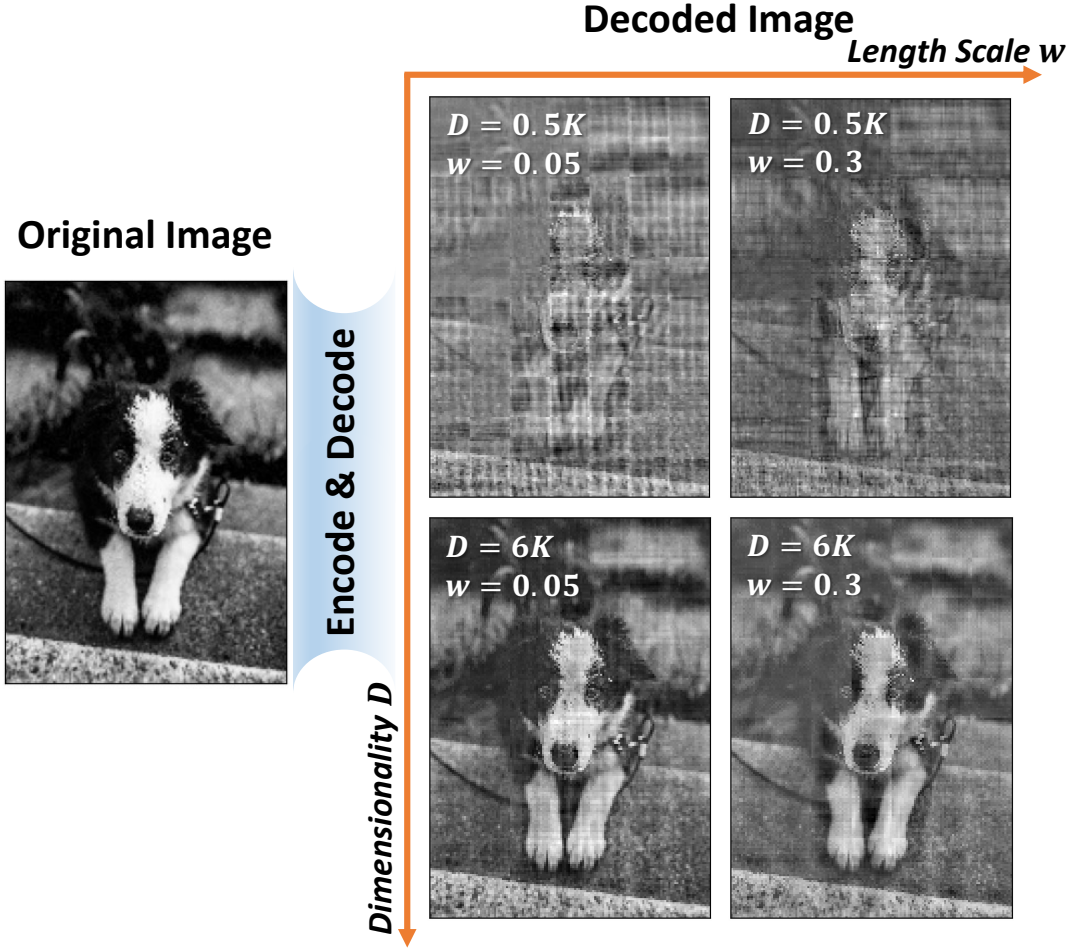 Decoded Image
Length Scale w
Original Image
Encode & Decode
Dimensionality D
D = 0.5K
w = 0.05
D = 0.5K
w = 0.3
D = 6K
w = 0.05
D = 6K
w = 0.3